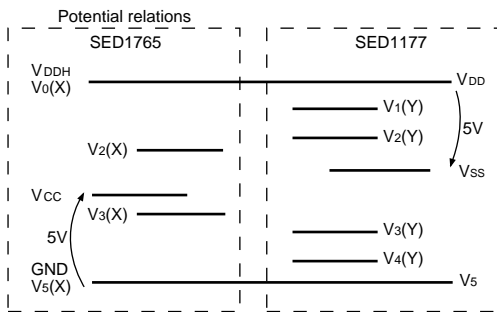 Potential relations
SED1765
SED1177
VDDH
V0(X)
VDD
V1(Y)
5V
V2(Y)
V2(X)
VSS
VCC
V3(X)
V3(Y)
5V
V4(Y)
GND
V5(X)
V5